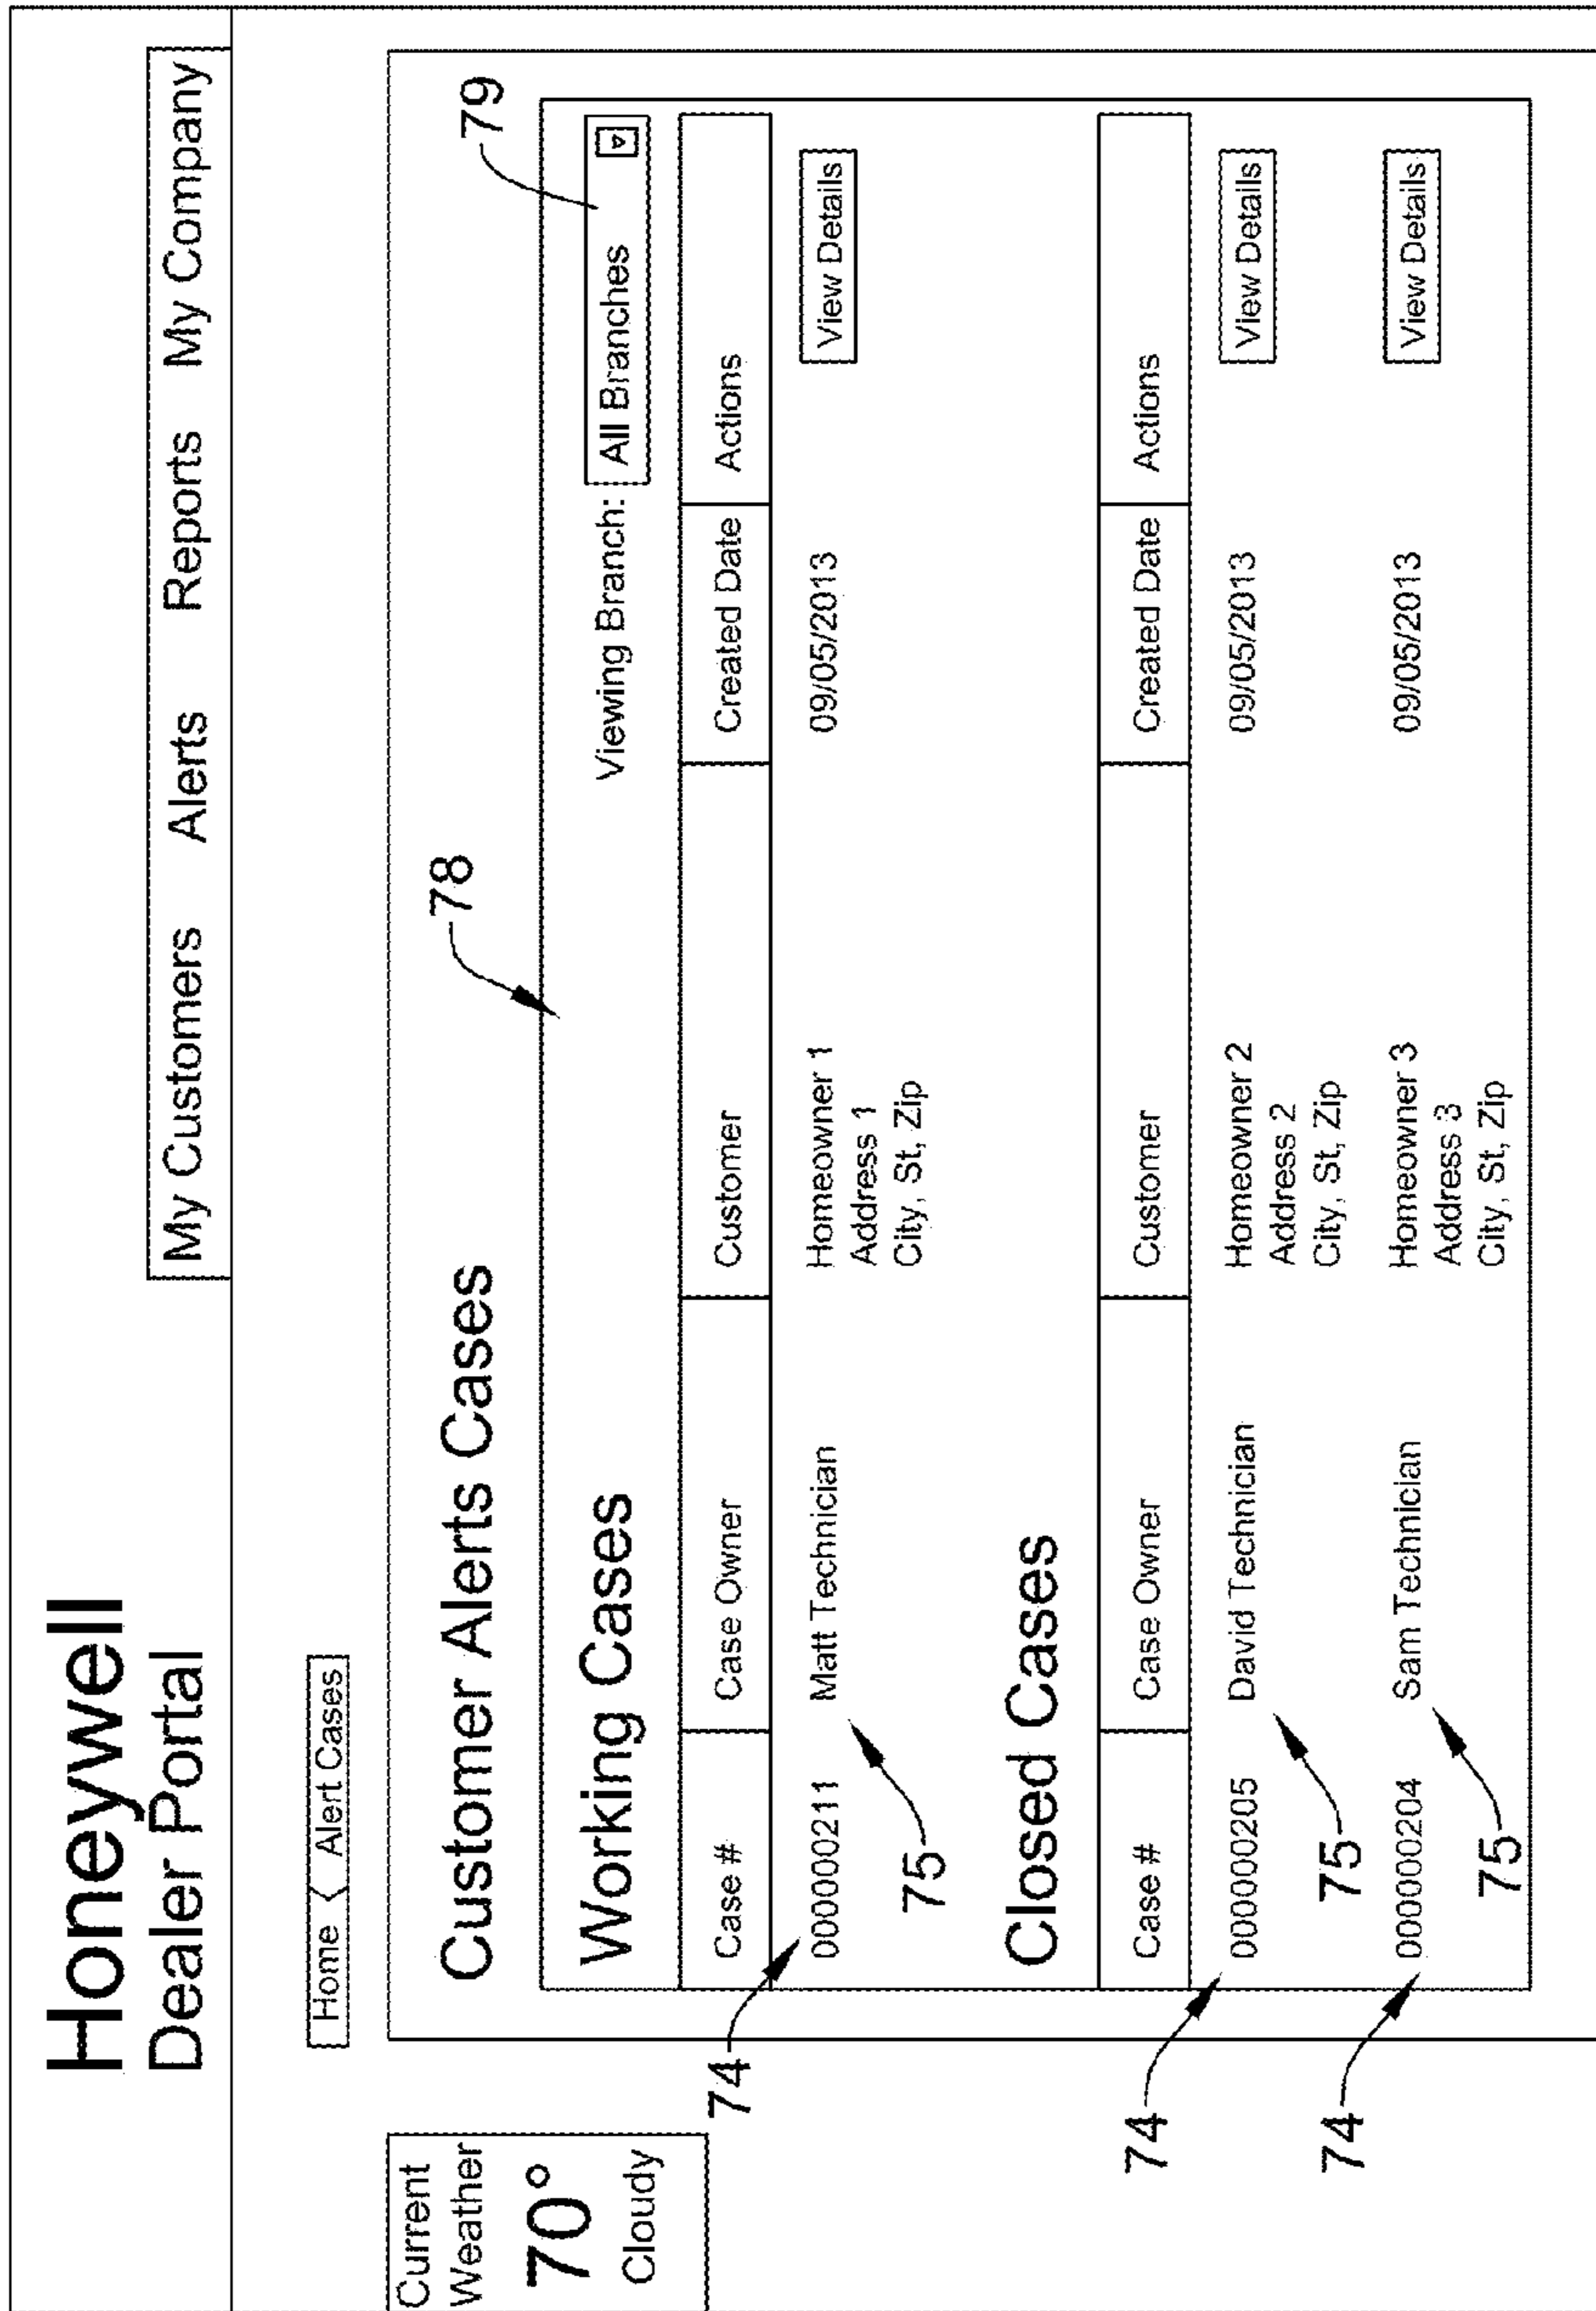 Honeywell
Dealer Portal
My Customers Alerts Reports My Company
Home Alert Cases
Current
Weather
70°
Cloudy
Customer Alerts Cases
78
79
Working Cases
Viewing Branch: All Branches
Case # Case Owner Customer Created Date Actions
74
000000211 Matt Technician Homeowner 1 09/05/2013 View Details
Address 1
City, St, Zip
75
Closed Cases
Case # Case Owner Customer Created Date Actions
74
000000205 David Technician Homeowner 2 09/05/2013 View Details
Address 2
City, St, Zip
75
74
000000204 Sam Technician Homeowner 3 09/05/2013 View Details
Address 3
City, St, Zip
75